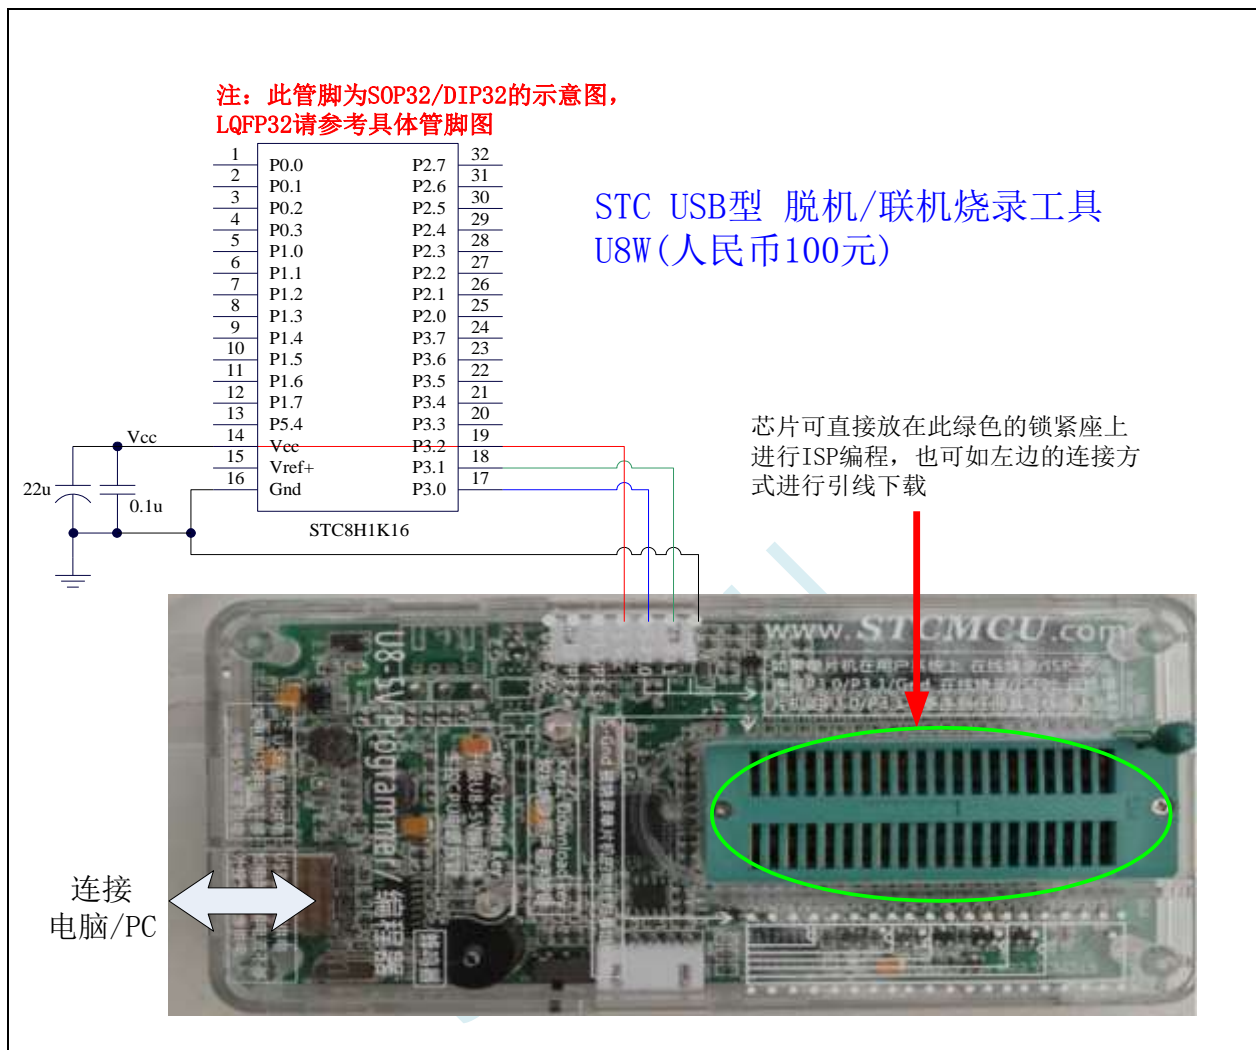 注：此管脚为SOP32/DIP32的示意图，
LQFP32请参考具体管脚图
1 P0.0 P2.7 32
2 P0.1 P2.6 31
3 P0.2 P2.5 30
4 P0.3 P2.4 29
5 P1.0 P2.3 28
6 P1.1 P2.2 27
7 P1.2 P2.1 26
8 P1.3 P2.0 25
9 P1.4 P3.7 24
10 P1.5 P3.6 23
11 P1.6 P3.5 22
12 P1.7 P3.4 21
13 P5.4 P3.3 20
14 Vcc P3.2 19
15 Vref+ P3.1 18
16 Gnd P3.0 17
STC8H1K16
Vcc
22u
0.1u
STC USB型 脱机/联机烧录工具
U8W(人民币100元)
芯片可直接放在此绿色的锁紧座上
进行ISP编程，也可如左边的连接方
式进行引线下载
www.STCMCU.com
U8-5V Programmer/编程器
连接
电脑/PC